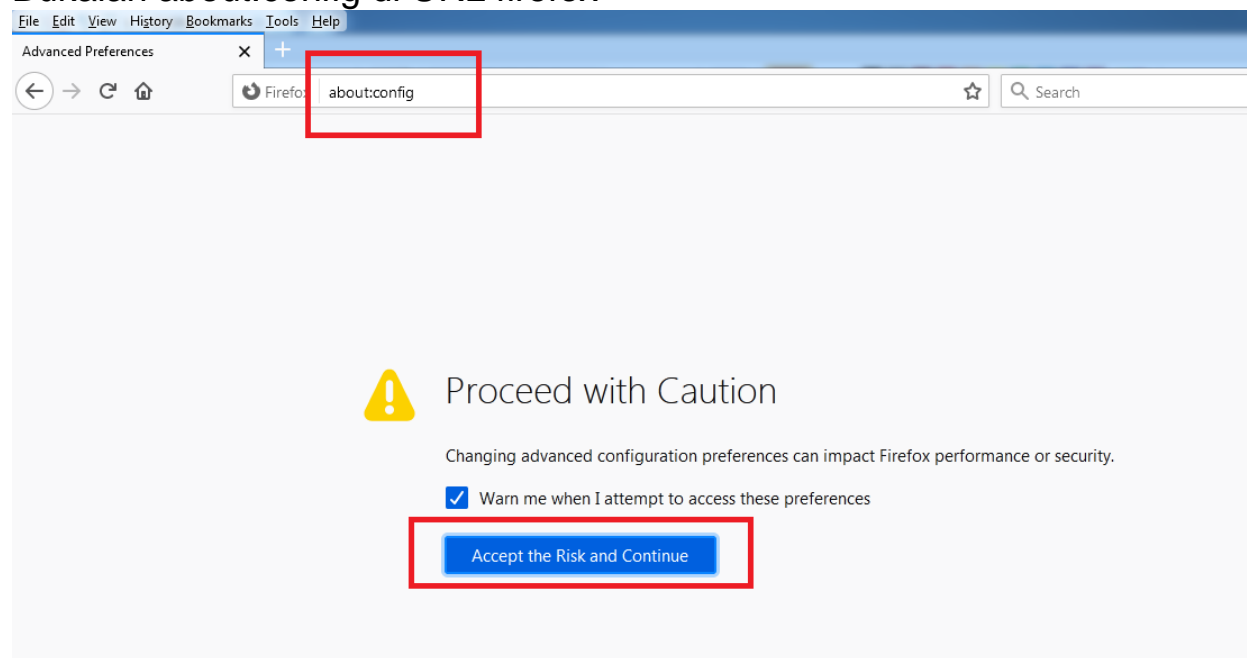 File Edit View History Bookmarks Tools Help
Advanced Preferences
about:config
Search
Proceed with Caution
Changing advanced configuration preferences can impact Firefox performance or security.
Warn me when I attempt to access these preferences
Accept the Risk and Continue